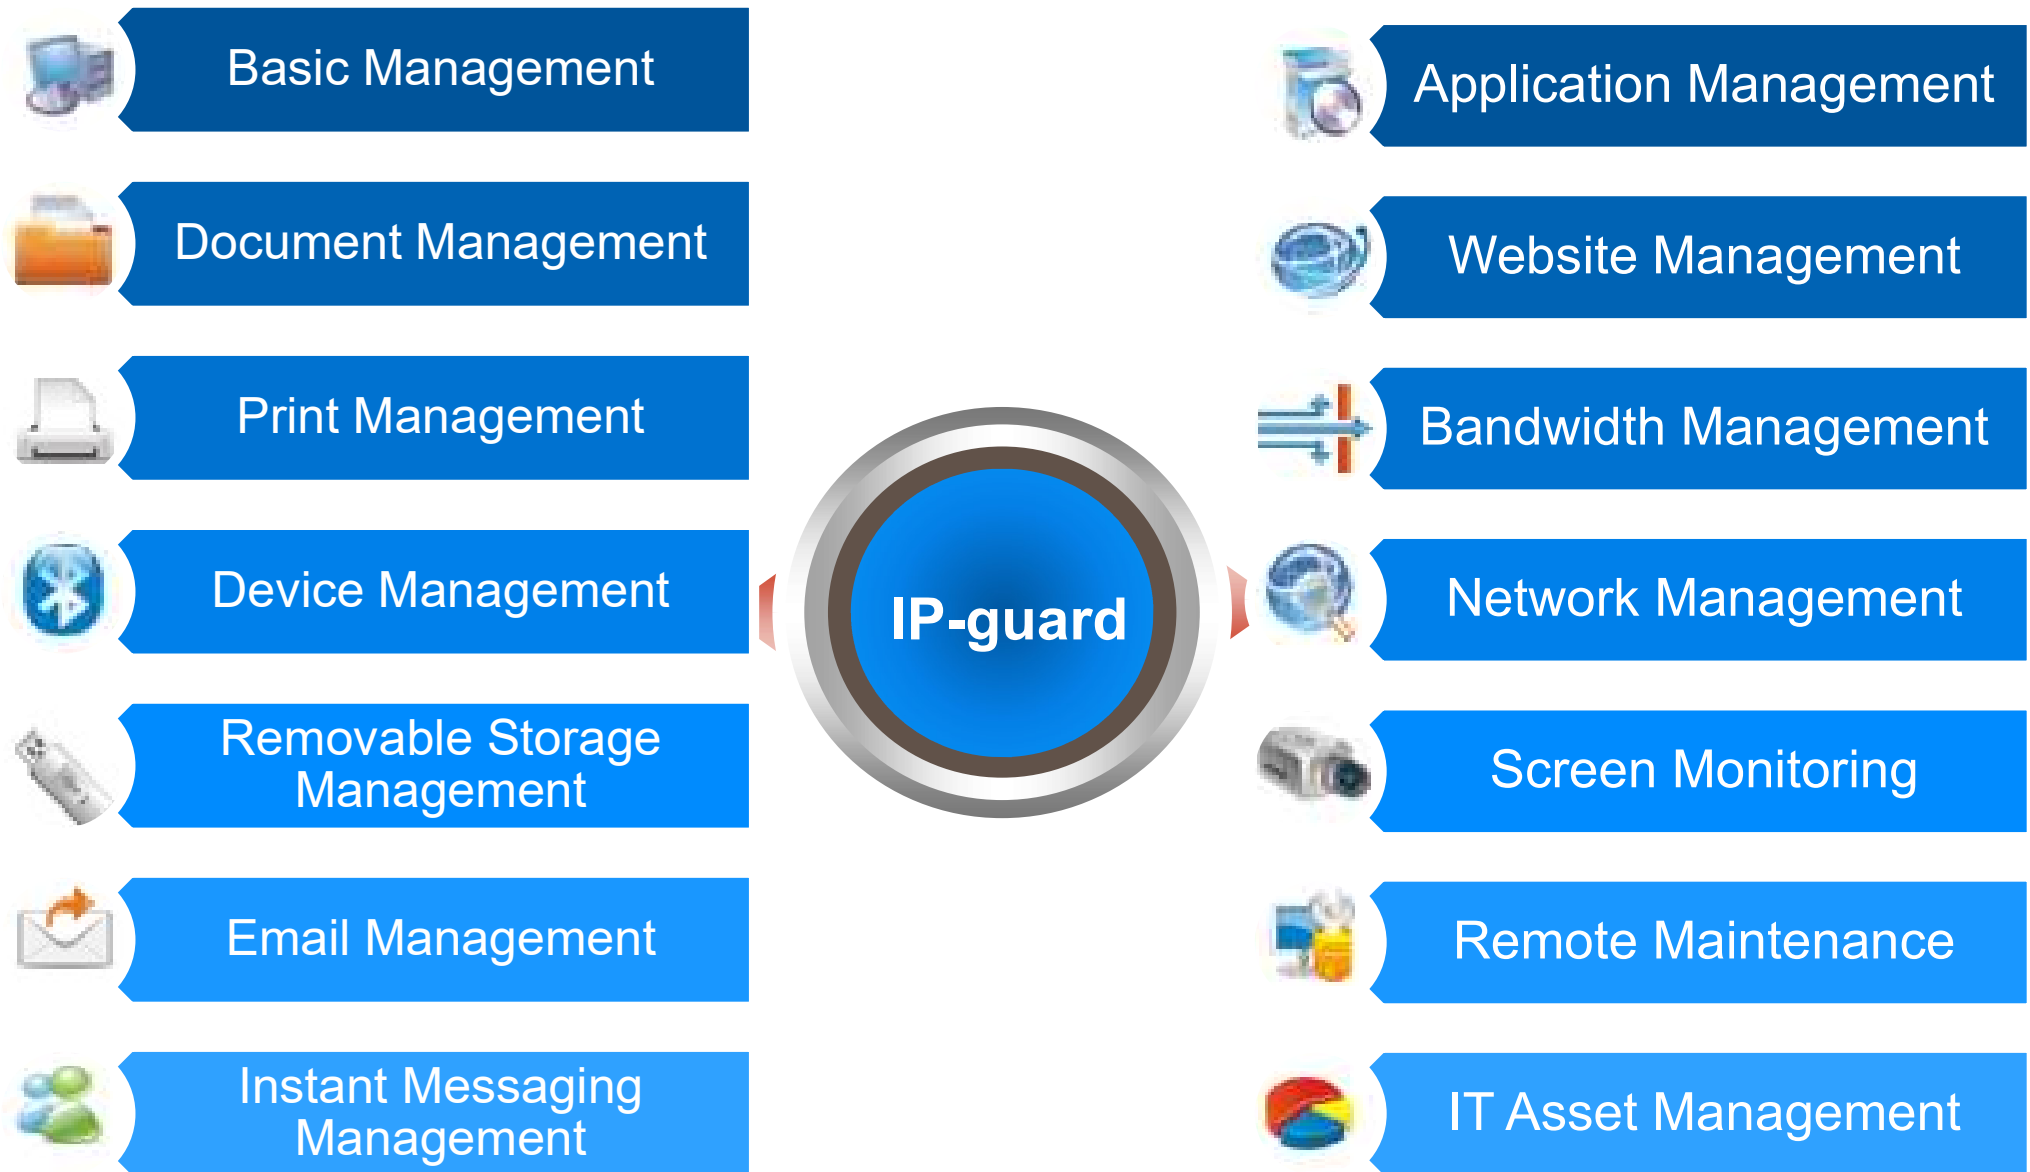 Basic Management
Document Management
Print Management
Device Management
Removable Storage
Management
Email Management
Instant Messaging
Management
IP-guard
Application Management
Website Management
Bandwidth Management
Network Management
Screen Monitoring
Remote Maintenance
IT Asset Management